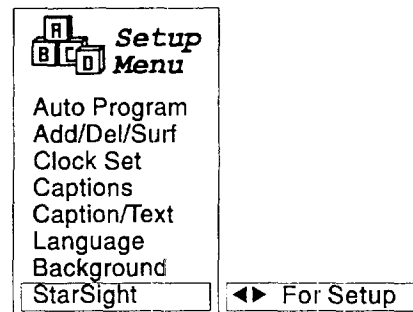 A
B C D
Setup
Menu
Auto Program
Add/Del/Surf
Clock Set
Captions
Caption/Text
Language
Background
StarSight ◄► For Setup